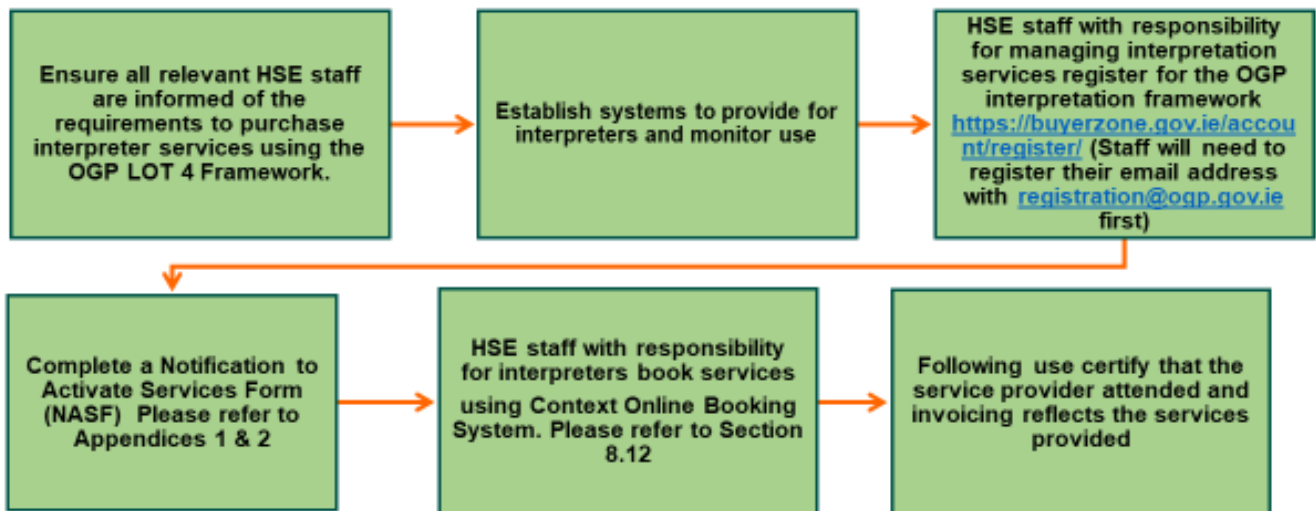 Ensure all relevant HSE staff
are informed of the
requirements to purchase
interpreter services using the
OGP LOT 4 Framework.
Establish systems to provide for
interpreters and monitor use
HSE staff with responsibility
for managing interpretation
services register for the OGP
interpretation framework
https://buyerzone.gov.ie/accou
nt/register/ (Staff will need to
register their email address
with registration@ogp.gov.ie
first)
Complete a Notification to
Activate Services Form
(NASF) Please refer to
Appendices 1 & 2
HSE staff with responsibility
for interpreters book services
using Context Online Booking
System. Please refer to Section
8.12
Following use certify that the
service provider attended and
invoicing reflects the services
provided